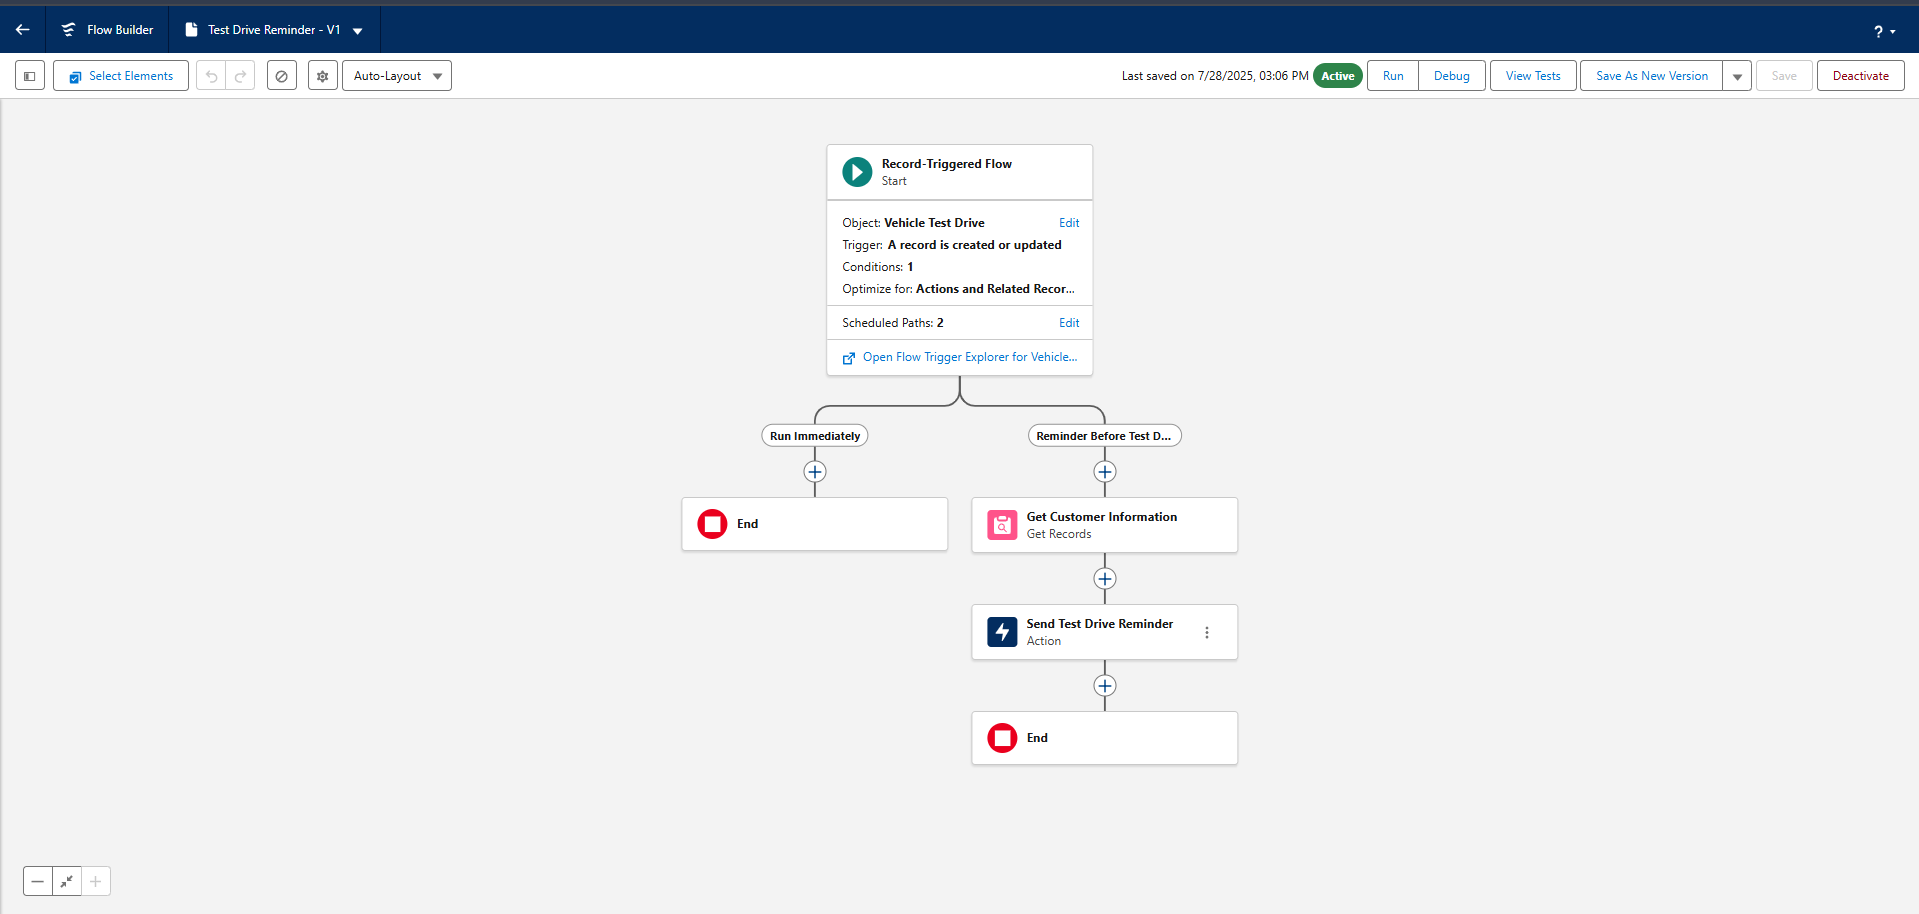 Flow Builder
Test Drive Reminder - V1
?
Select Elements
Auto-Layout
Last saved on 7/28/2025, 03:06 PM
Active
Run
Debug
View Tests
Save As New Version
Save
Deactivate
Record-Triggered Flow
Start
Object: Vehicle Test Drive
Edit
Trigger: A record is created or updated
Conditions: 1
Optimize for: Actions and Related Recor...
Scheduled Paths: 2
Edit
Open Flow Trigger Explorer for Vehicle...
Run Immediately
Reminder Before Test D...
End
Get Customer Information
Get Records
Send Test Drive Reminder
Action
End